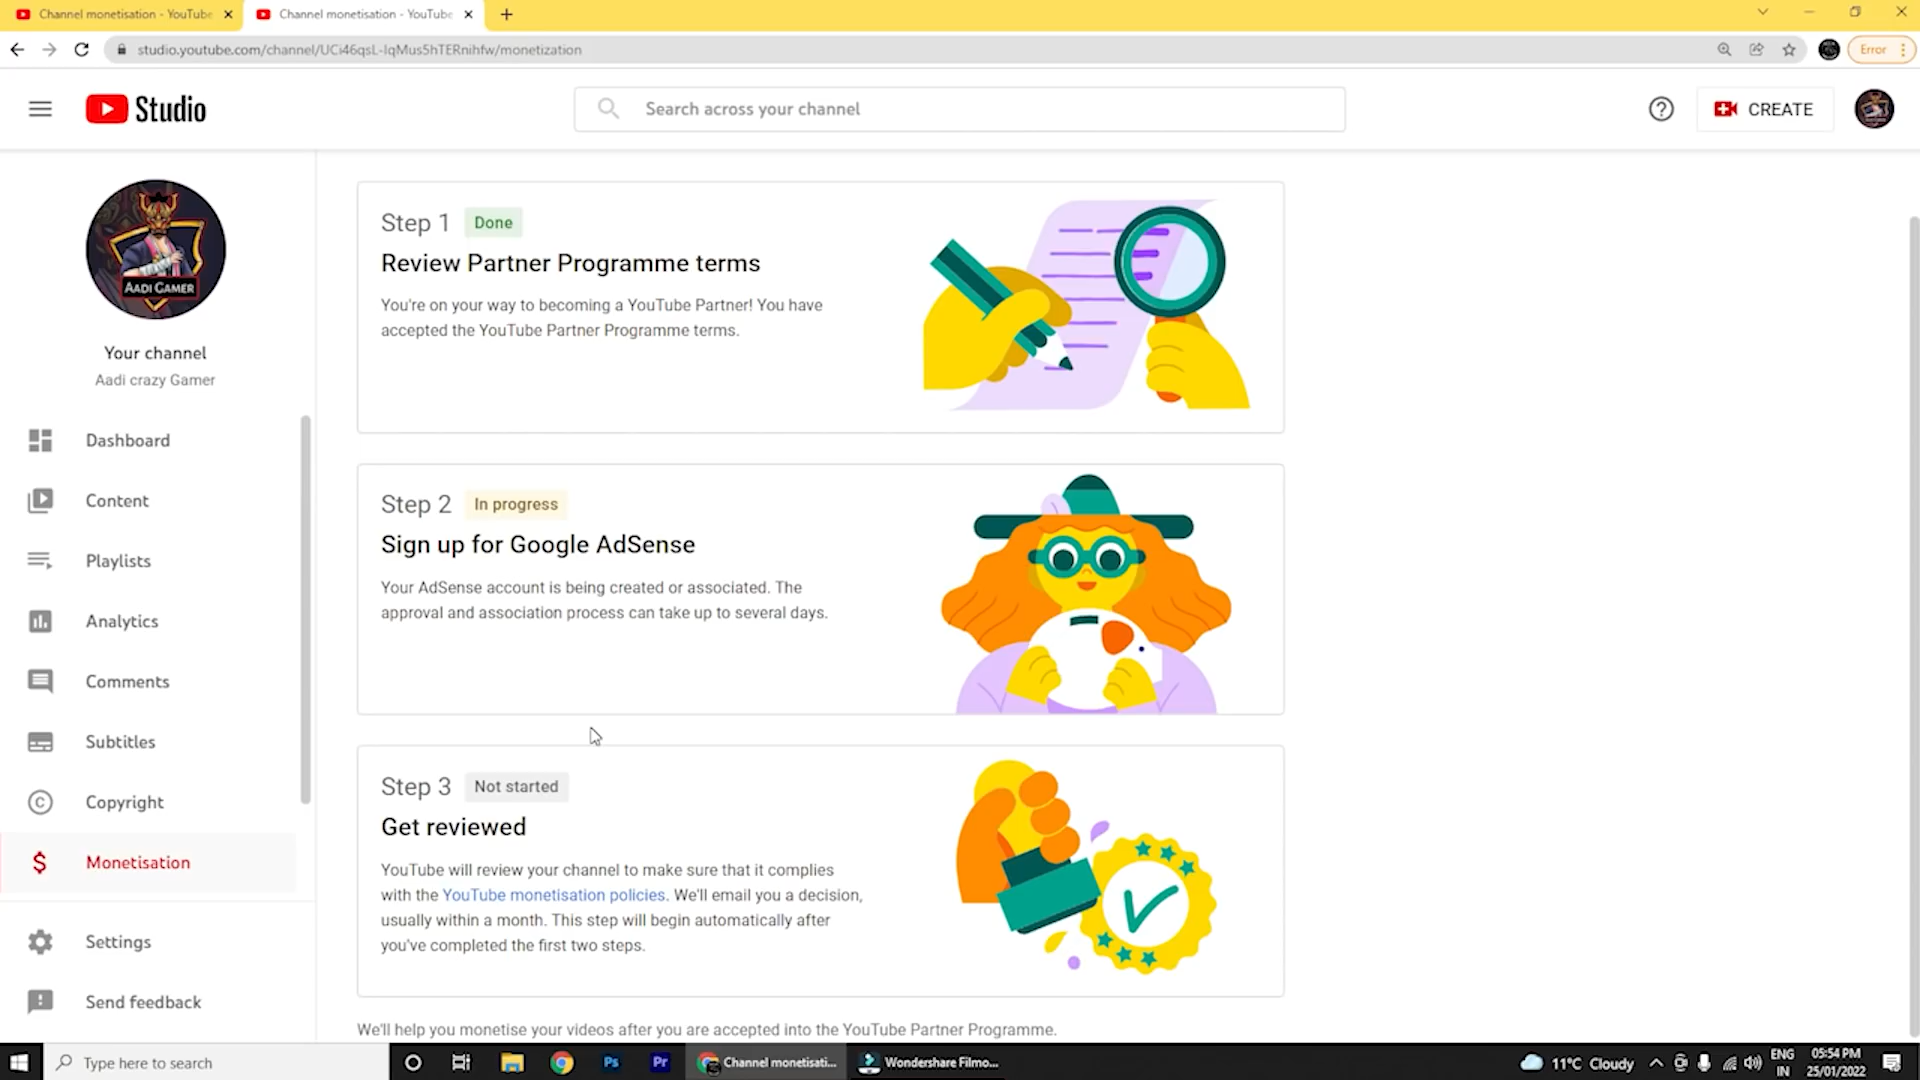 Channel monetisation - YouTube
Channel monetisation - YouTube
studio.youtube.com/channel/UCi46qsL-IqMus5hTERnihfw/monetization
Error
Studio
Search across your channel
CREATE
AADI GAMER
Your channel
Aadi crazy Gamer
Dashboard
Content
Playlists
Analytics
Comments
Subtitles
Copyright
Monetisation
Settings
Send feedback
Step 1 Done
Review Partner Programme terms
You're on your way to becoming a YouTube Partner! You have
accepted the YouTube Partner Programme terms.
Step 2 In progress
Sign up for Google AdSense
Your AdSense account is being created or associated. The
approval and association process can take up to several days.
Step 3 Not started
Get reviewed
YouTube will review your channel to make sure that it complies
with the YouTube monetisation policies. We'll email you a decision,
usually within a month. This step will begin automatically after
you've completed the first two steps.
We'll help you monetise your videos after you are accepted into the YouTube Partner Programme.
Type here to search
Ps
Pr
Channel monetisati...
Wondershare Filmo...
11°C Cloudy
ENG
IN
05:54 PM
25/01/2022